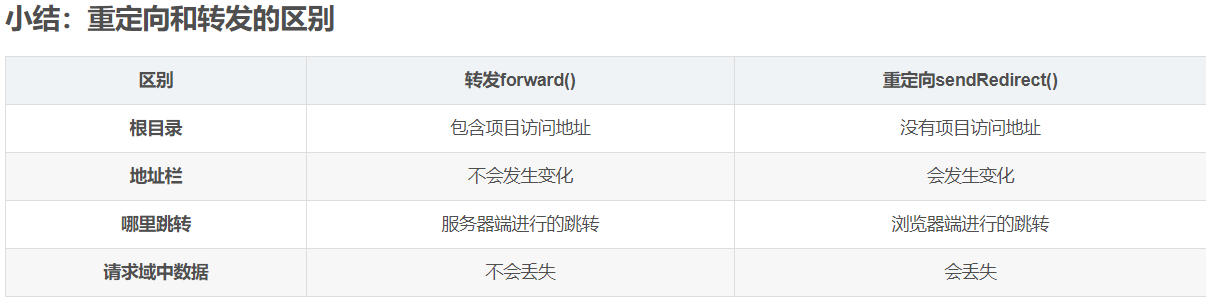 小结：重定向和转发的区别
区别 转发forward() 重定向sendRedirect()
根目录 包含项目访问地址 没有项目访问地址
地址栏 不会发生变化 会发生变化
哪里跳转 服务器端进行的跳转 浏览器端进行的跳转
请求域中数据 不会丢失 会丢失